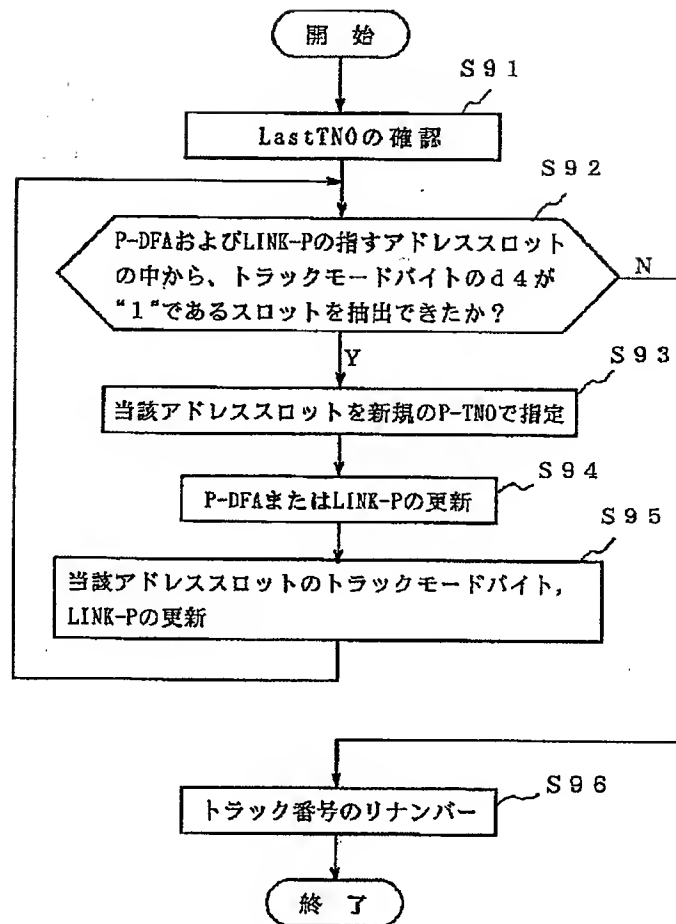 開 始
S91
LastTNOの確認
S92
P-DFAおよびLINK-Pの指すアドレススロット
の中から、トラックモードバイトのd4が
“1”であるスロットを抽出できたか？
N
Y
S93
当該アドレススロットを新規のP-TNOで指定
S94
P-DFAまたはLINK-Pの更新
S95
当該アドレススロットのトラックモードバイト,
LINK-Pの更新
S96
トラック番号のリナンバー
終 了